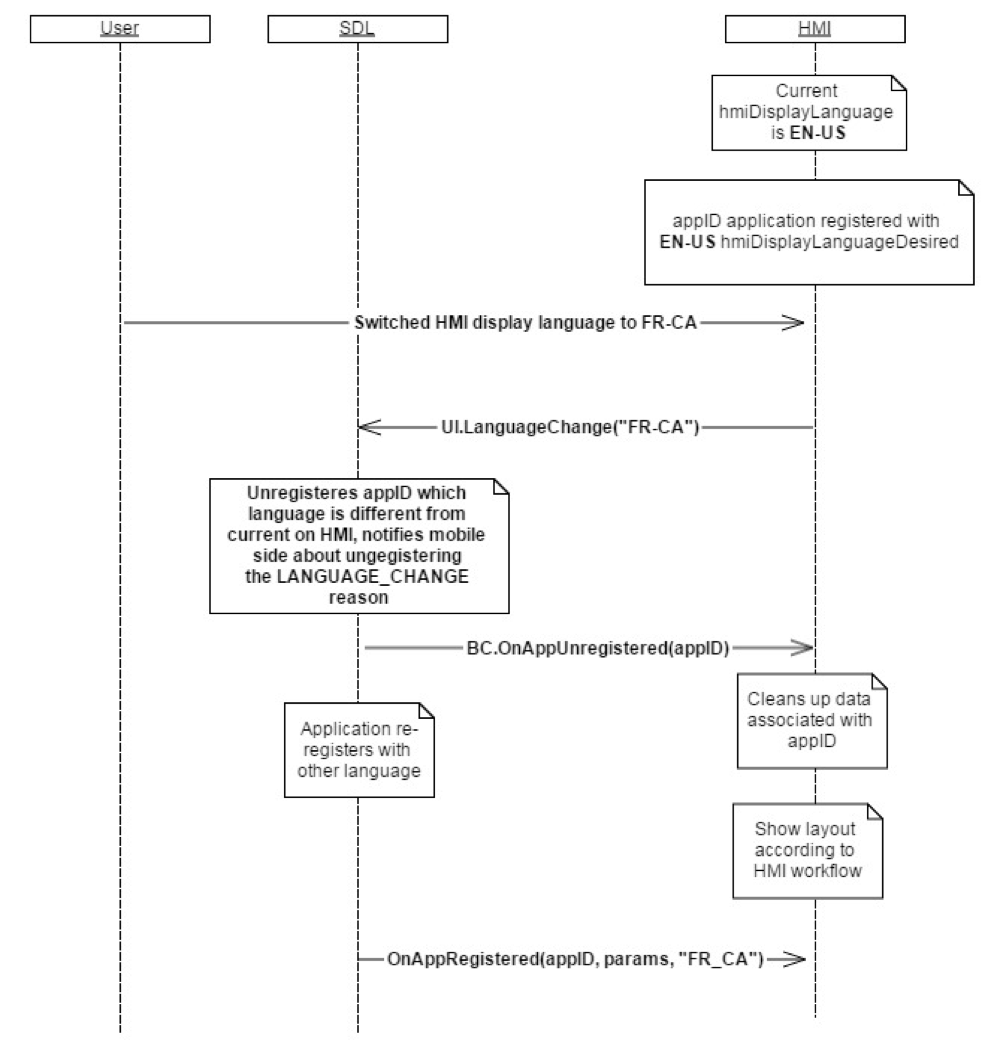 User
SDL
HMI
Current
hmiDisplayLanguage
is EN-US
appID application registered with
EN-US hmiDisplayLanguageDesired
Switched HMI display language to FR-CA
UI.LanguageChange("FR-CA")
Unregisteres appID which
language is different from
current on HMI, notifies mobile
side about ungegistering
the LANGUAGE_CHANGE
reason
BC.OnAppUnregistered(appID)
Cleans up data
associated with
appID
Application re-
registers with
other language
Show layout
according to
HMI workflow
OnAppRegistered(appID, params, "FR_CA")